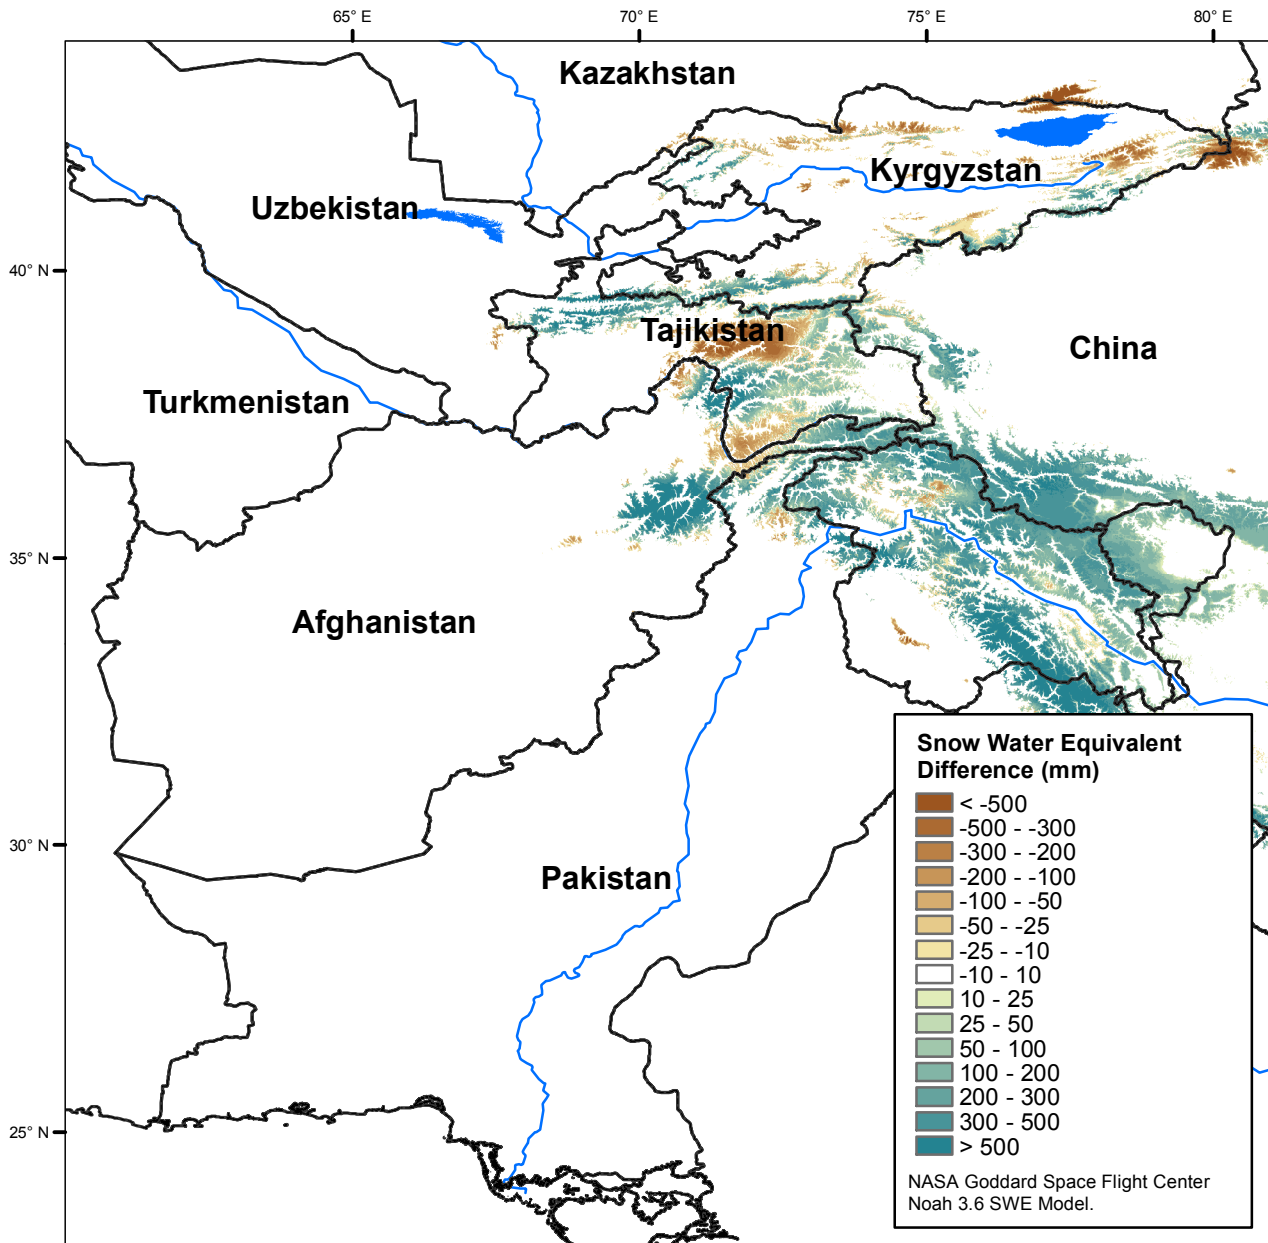 65° E
70° E
75° E
80° E
Kazakhstan
Kyrgyzstan
Uzbekistan
40° N
Tajikistan
China
Turkmenistan
35° N
Afghanistan
30° N
Pakistan
25° N
Snow Water Equivalent
Difference (mm)
< -500
-500 - -300
-300 - -200
-200 - -100
-100 - -50
-50 - -25
-25 - -10
-10 - 10
10 - 25
25 - 50
50 - 100
100 - 200
200 - 300
300 - 500
> 500
NASA Goddard Space Flight Center
Noah 3.6 SWE Model.